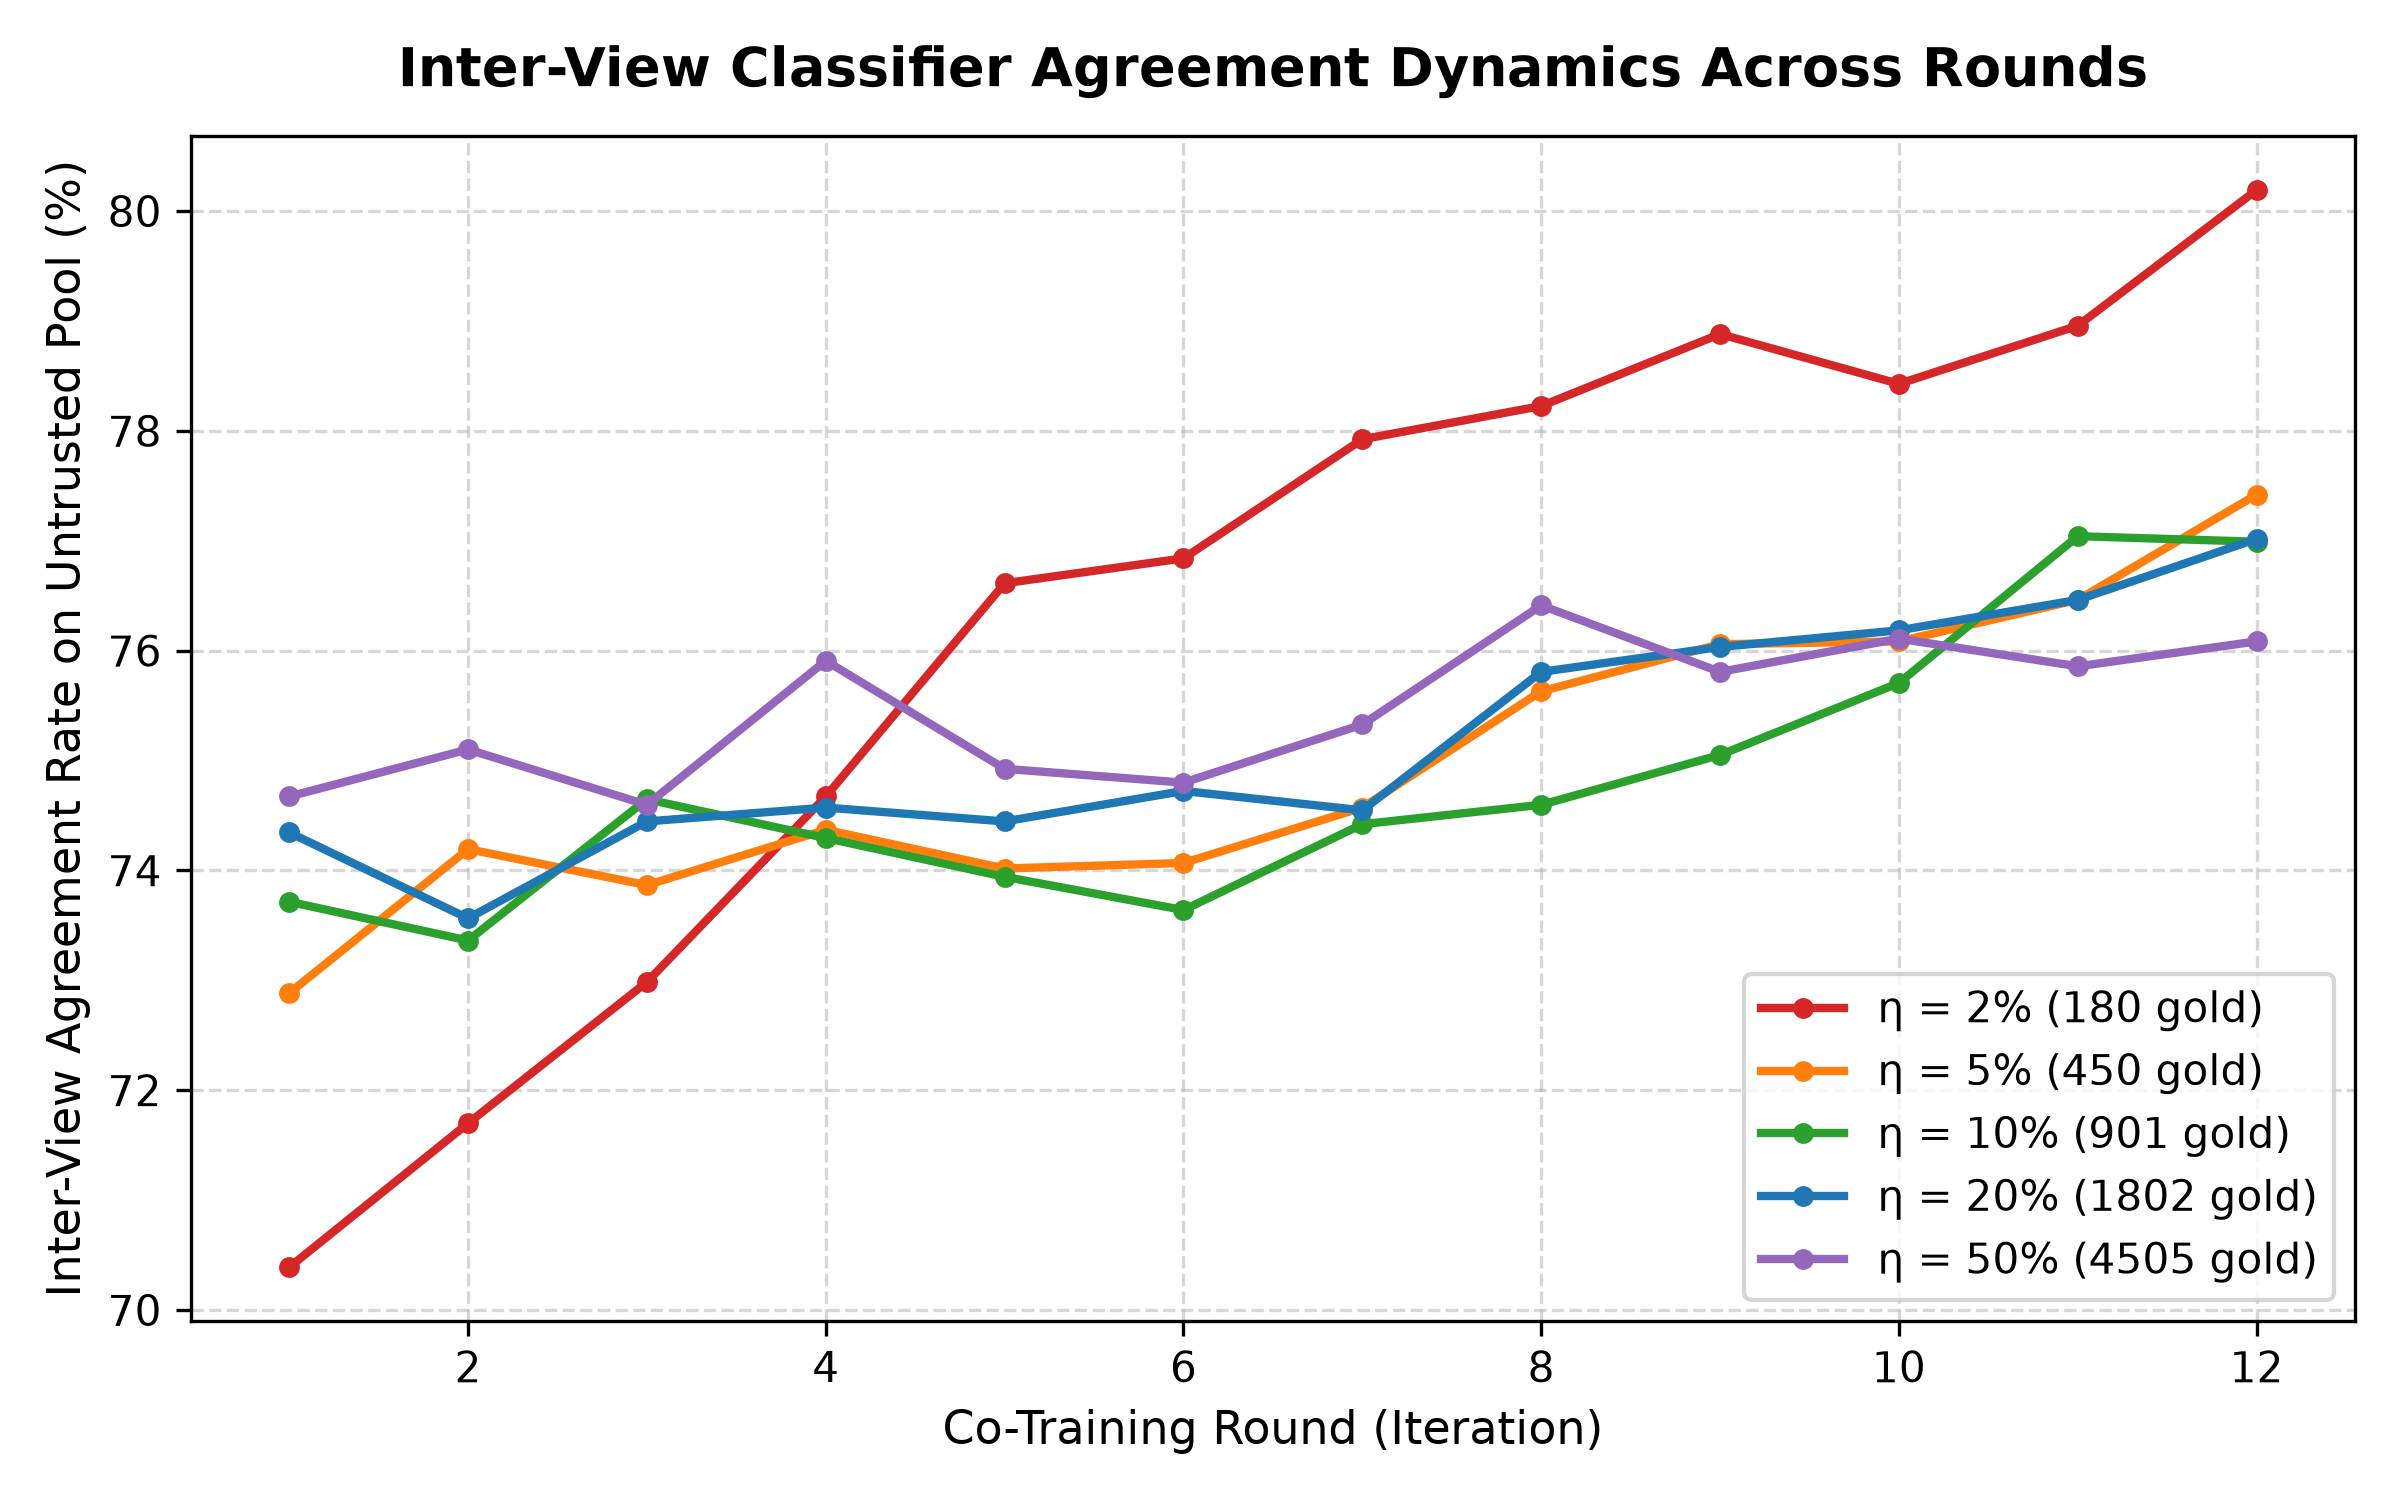 Inter-View Classifier Agreement Dynamics Across Rounds
Inter-View Agreement Rate on Untrusted Pool (%)
80
78
76
74
72
70
2 4 6 8 10 12
Co-Training Round (Iteration)
η = 2% (180 gold)
η = 5% (450 gold)
η = 10% (901 gold)
η = 20% (1802 gold)
η = 50% (4505 gold)